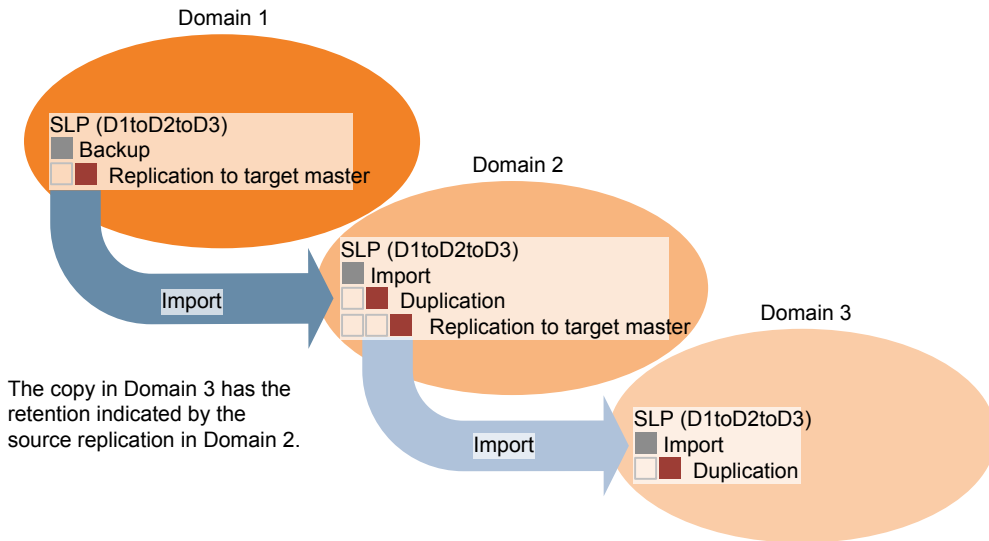 Domain 1
SLP (D1toD2toD3)
Backup
Replication to target master
Import
Domain 2
SLP (D1toD2toD3)
Import
Duplication
Replication to target master
Import
Domain 3
SLP (D1toD2toD3)
Import
Duplication
The copy in Domain 3 has the
retention indicated by the
source replication in Domain 2.